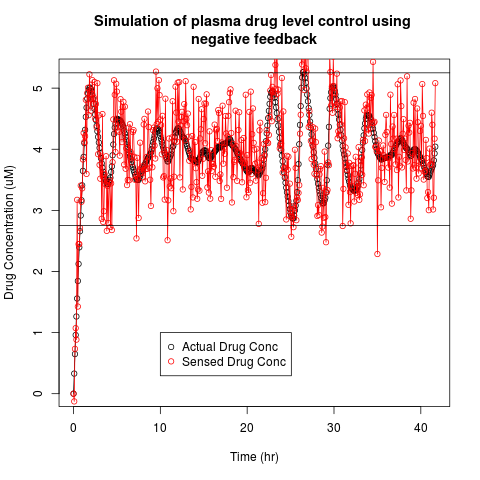 Simulation of plasma drug level control using
negative feedback
Drug Concentration (uM)
5
4
3
2
1
0
Actual Drug Conc
Sensed Drug Conc
0 10 20 30 40
Time (hr)